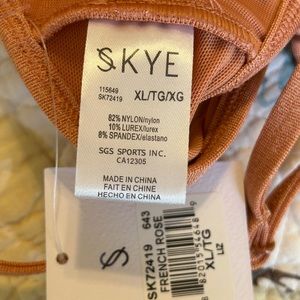 SKYE
115649
SK72419
XL/TG/XG
82% NYLON/nylon
10% LUREX/lurex
8% SPANDEX/elastano
SGS SPORTS INC.
CA12305
MADE IN CHINA
FAIT EN CHINE
HECHO EN CHINA
SK72419 643
FRENCH ROSE
XL/G
LIZ